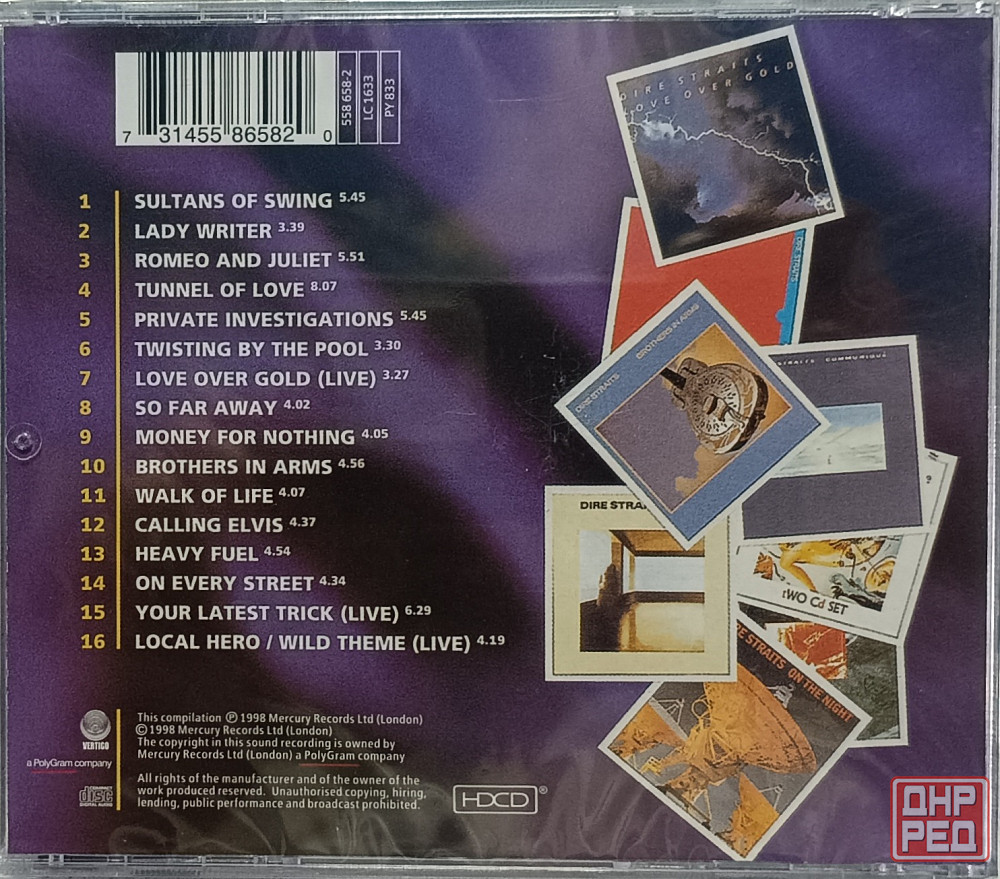 DIRE STRAITS
LOVE OVER GOLD
558 658-2
LC 1633
PY 833
7 31455 86582 0
1 SULTANS OF SWING 5.45
2 LADY WRITER 3.39
3 ROMEO AND JULIET 5.51
4 TUNNEL OF LOVE 8.07
5 PRIVATE INVESTIGATIONS 5.45
6 TWISTING BY THE POOL 3.30
7 LOVE OVER GOLD (LIVE) 3.27
8 SO FAR AWAY 4.02
9 MONEY FOR NOTHING 4.05
10 BROTHERS IN ARMS 4.56
11 WALK OF LIFE 4.07
12 CALLING ELVIS 4.37
13 HEAVY FUEL 4.54
14 ON EVERY STREET 4.34
15 YOUR LATEST TRICK (LIVE) 6.29
16 LOCAL HERO / WILD THEME (LIVE) 4.19
DIRE STRAITS
DIRE STRAITS
BROTHERS IN ARMS
STRAITS COMMUNIQUÉ
DIRE STRA
tWO Cd SET
RE STRAITS ON THE NIGHT
VERTIGO
a PolyGram company
COMPACT
disc
DIGITAL AUDIO
This compilation ℗ 1998 Mercury Records Ltd (London)
© 1998 Mercury Records Ltd (London)
The copyright in this sound recording is owned by
Mercury Records Ltd (London) a PolyGram company
All rights of the manufacturer and of the owner of the
work produced reserved. Unauthorised copying, hiring,
lending, public performance and broadcast prohibited.
HDCD®
ДНР
РЕД